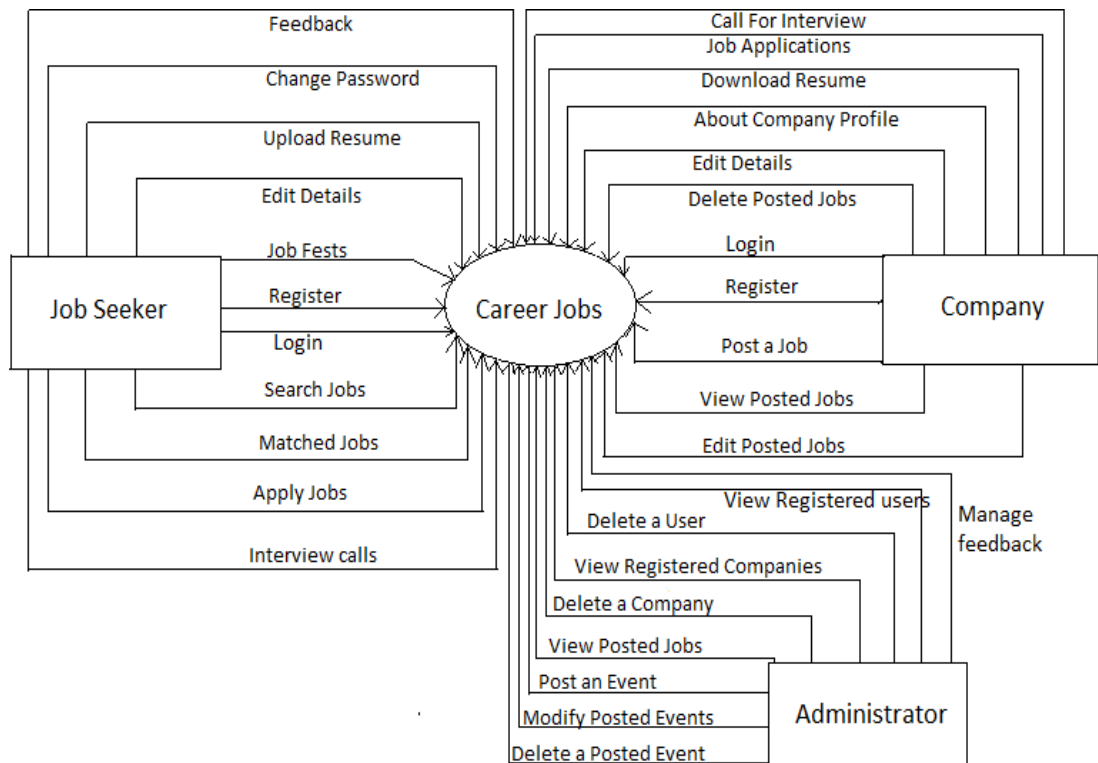 Feedback
Change Password
Upload Resume
Edit Details
Job Fests
Register
Login
Search Jobs
Matched Jobs
Apply Jobs
Interview calls
Job Seeker
Career Jobs
Call For Interview
Job Applications
Download Resume
About Company Profile
Edit Details
Delete Posted Jobs
Login
Register
Post a Job
View Posted Jobs
Edit Posted Jobs
Company
View Registered users
Manage
feedback
Delete a User
View Registered Companies
Delete a Company
View Posted Jobs
Post an Event
Modify Posted Events
Delete a Posted Event
Administrator